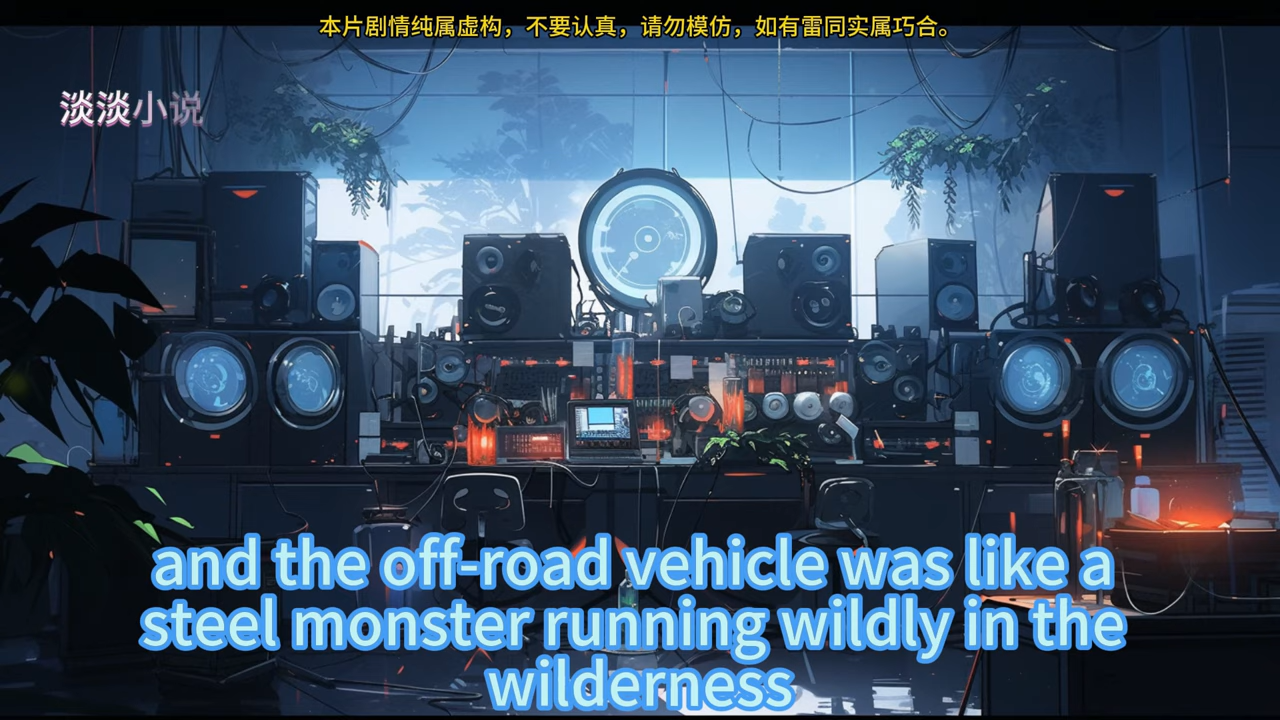 本片剧情纯属虚构，不要认真，请勿模仿，如有雷同实属巧合。
淡淡小说
and the off-road vehicle was like a
steel monster running wildly in the
wilderness